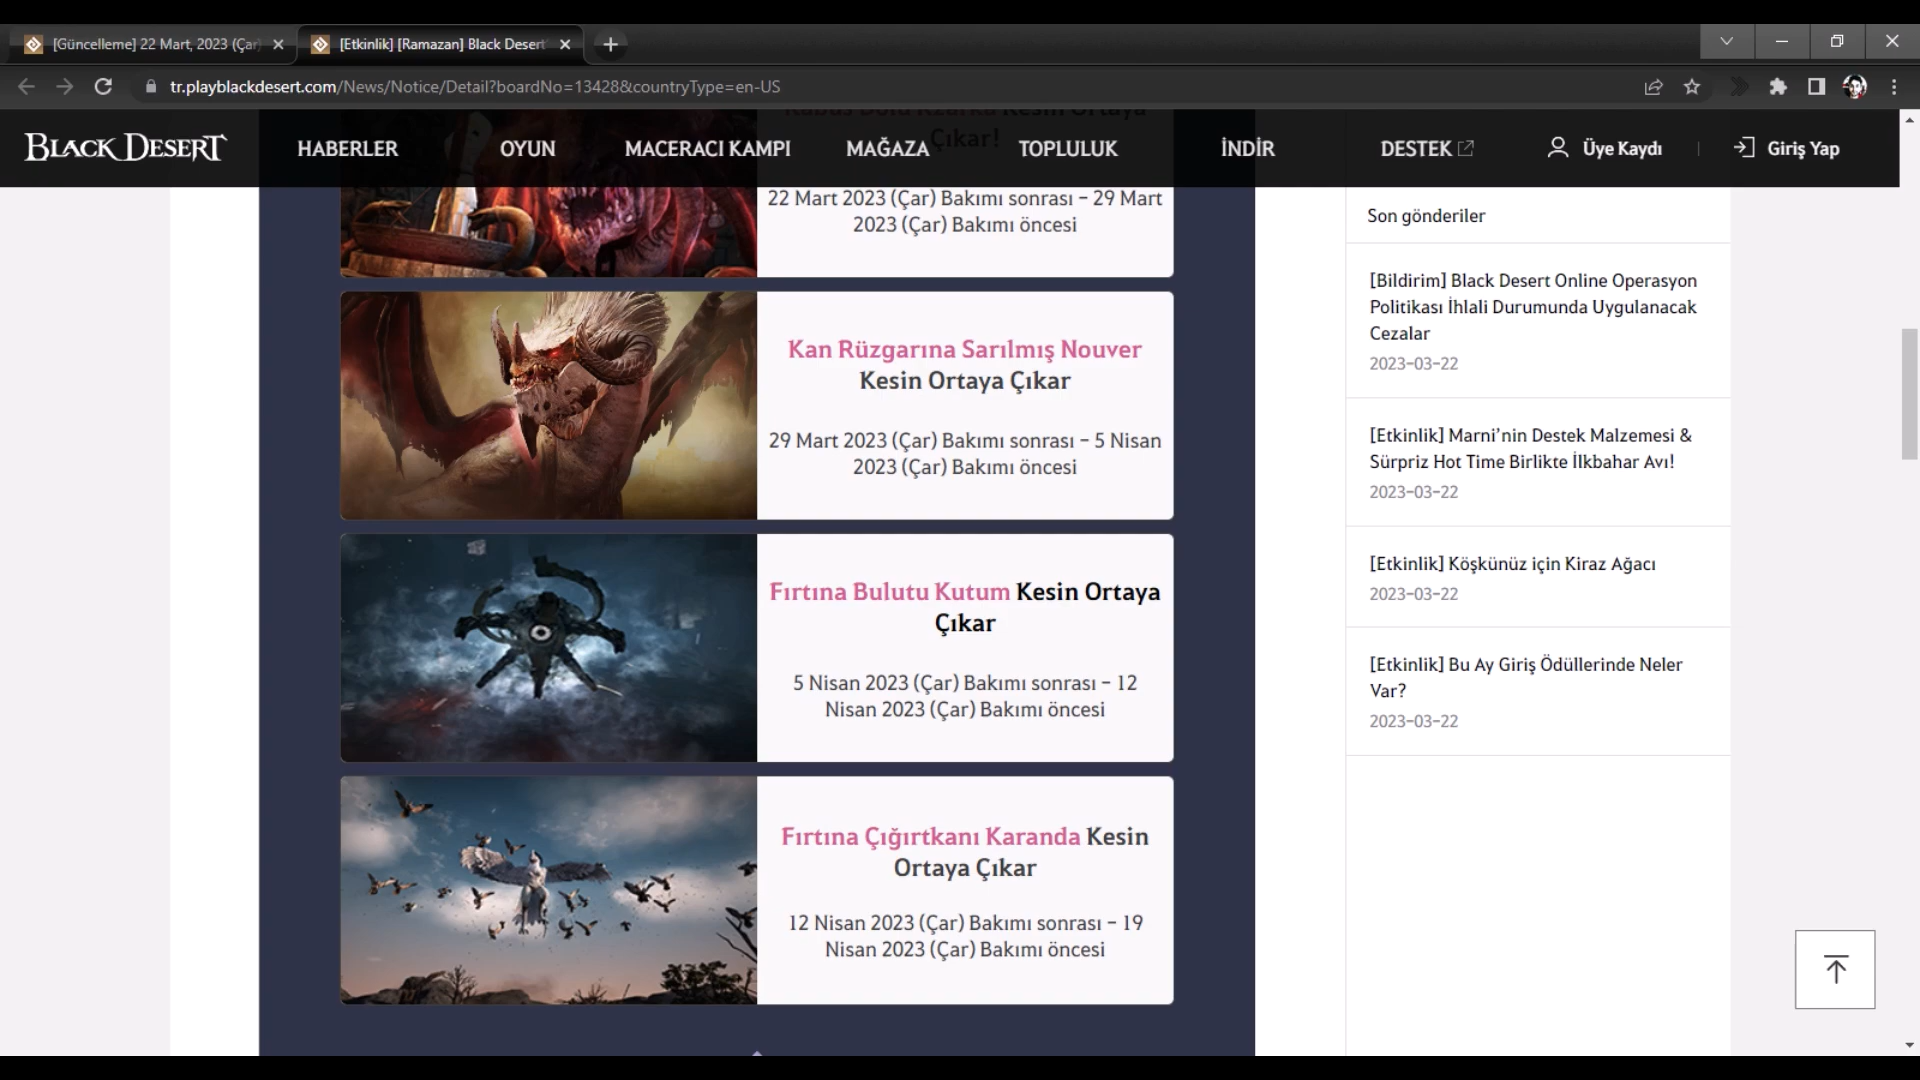 [Güncelleme] 22 Mart, 2023 (Çar
[Etkinlik] [Ramazan] Black Desert
tr.playblackdesert.com/News/Notice/Detail?boardNo=13428&countryType=en-US
BLACK DESERT
HABERLER
OYUN
MACERACI KAMPI
MAĞAZA
TOPLULUK
İNDİR
DESTEK
Üye Kaydı
Giriş Yap
Kesin Ortaya
Çıkar!
22 Mart 2023 (Çar) Bakımı sonrası – 29 Mart
2023 (Çar) Bakımı öncesi
Kan Rüzgarına Sarılmış Nouver
Kesin Ortaya Çıkar
29 Mart 2023 (Çar) Bakımı sonrası – 5 Nisan
2023 (Çar) Bakımı öncesi
Fırtına Bulutu Kutum Kesin Ortaya
Çıkar
5 Nisan 2023 (Çar) Bakımı sonrası – 12
Nisan 2023 (Çar) Bakımı öncesi
Fırtına Çığırtkanı Karanda Kesin
Ortaya Çıkar
12 Nisan 2023 (Çar) Bakımı sonrası – 19
Nisan 2023 (Çar) Bakımı öncesi
Son gönderiler
[Bildirim] Black Desert Online Operasyon
Politikası İhlali Durumunda Uygulanacak
Cezalar
2023-03-22
[Etkinlik] Marni’nin Destek Malzemesi &
Sürpriz Hot Time Birlikte İlkbahar Avı!
2023-03-22
[Etkinlik] Köşkünüz için Kiraz Ağacı
2023-03-22
[Etkinlik] Bu Ay Giriş Ödüllerinde Neler
Var?
2023-03-22